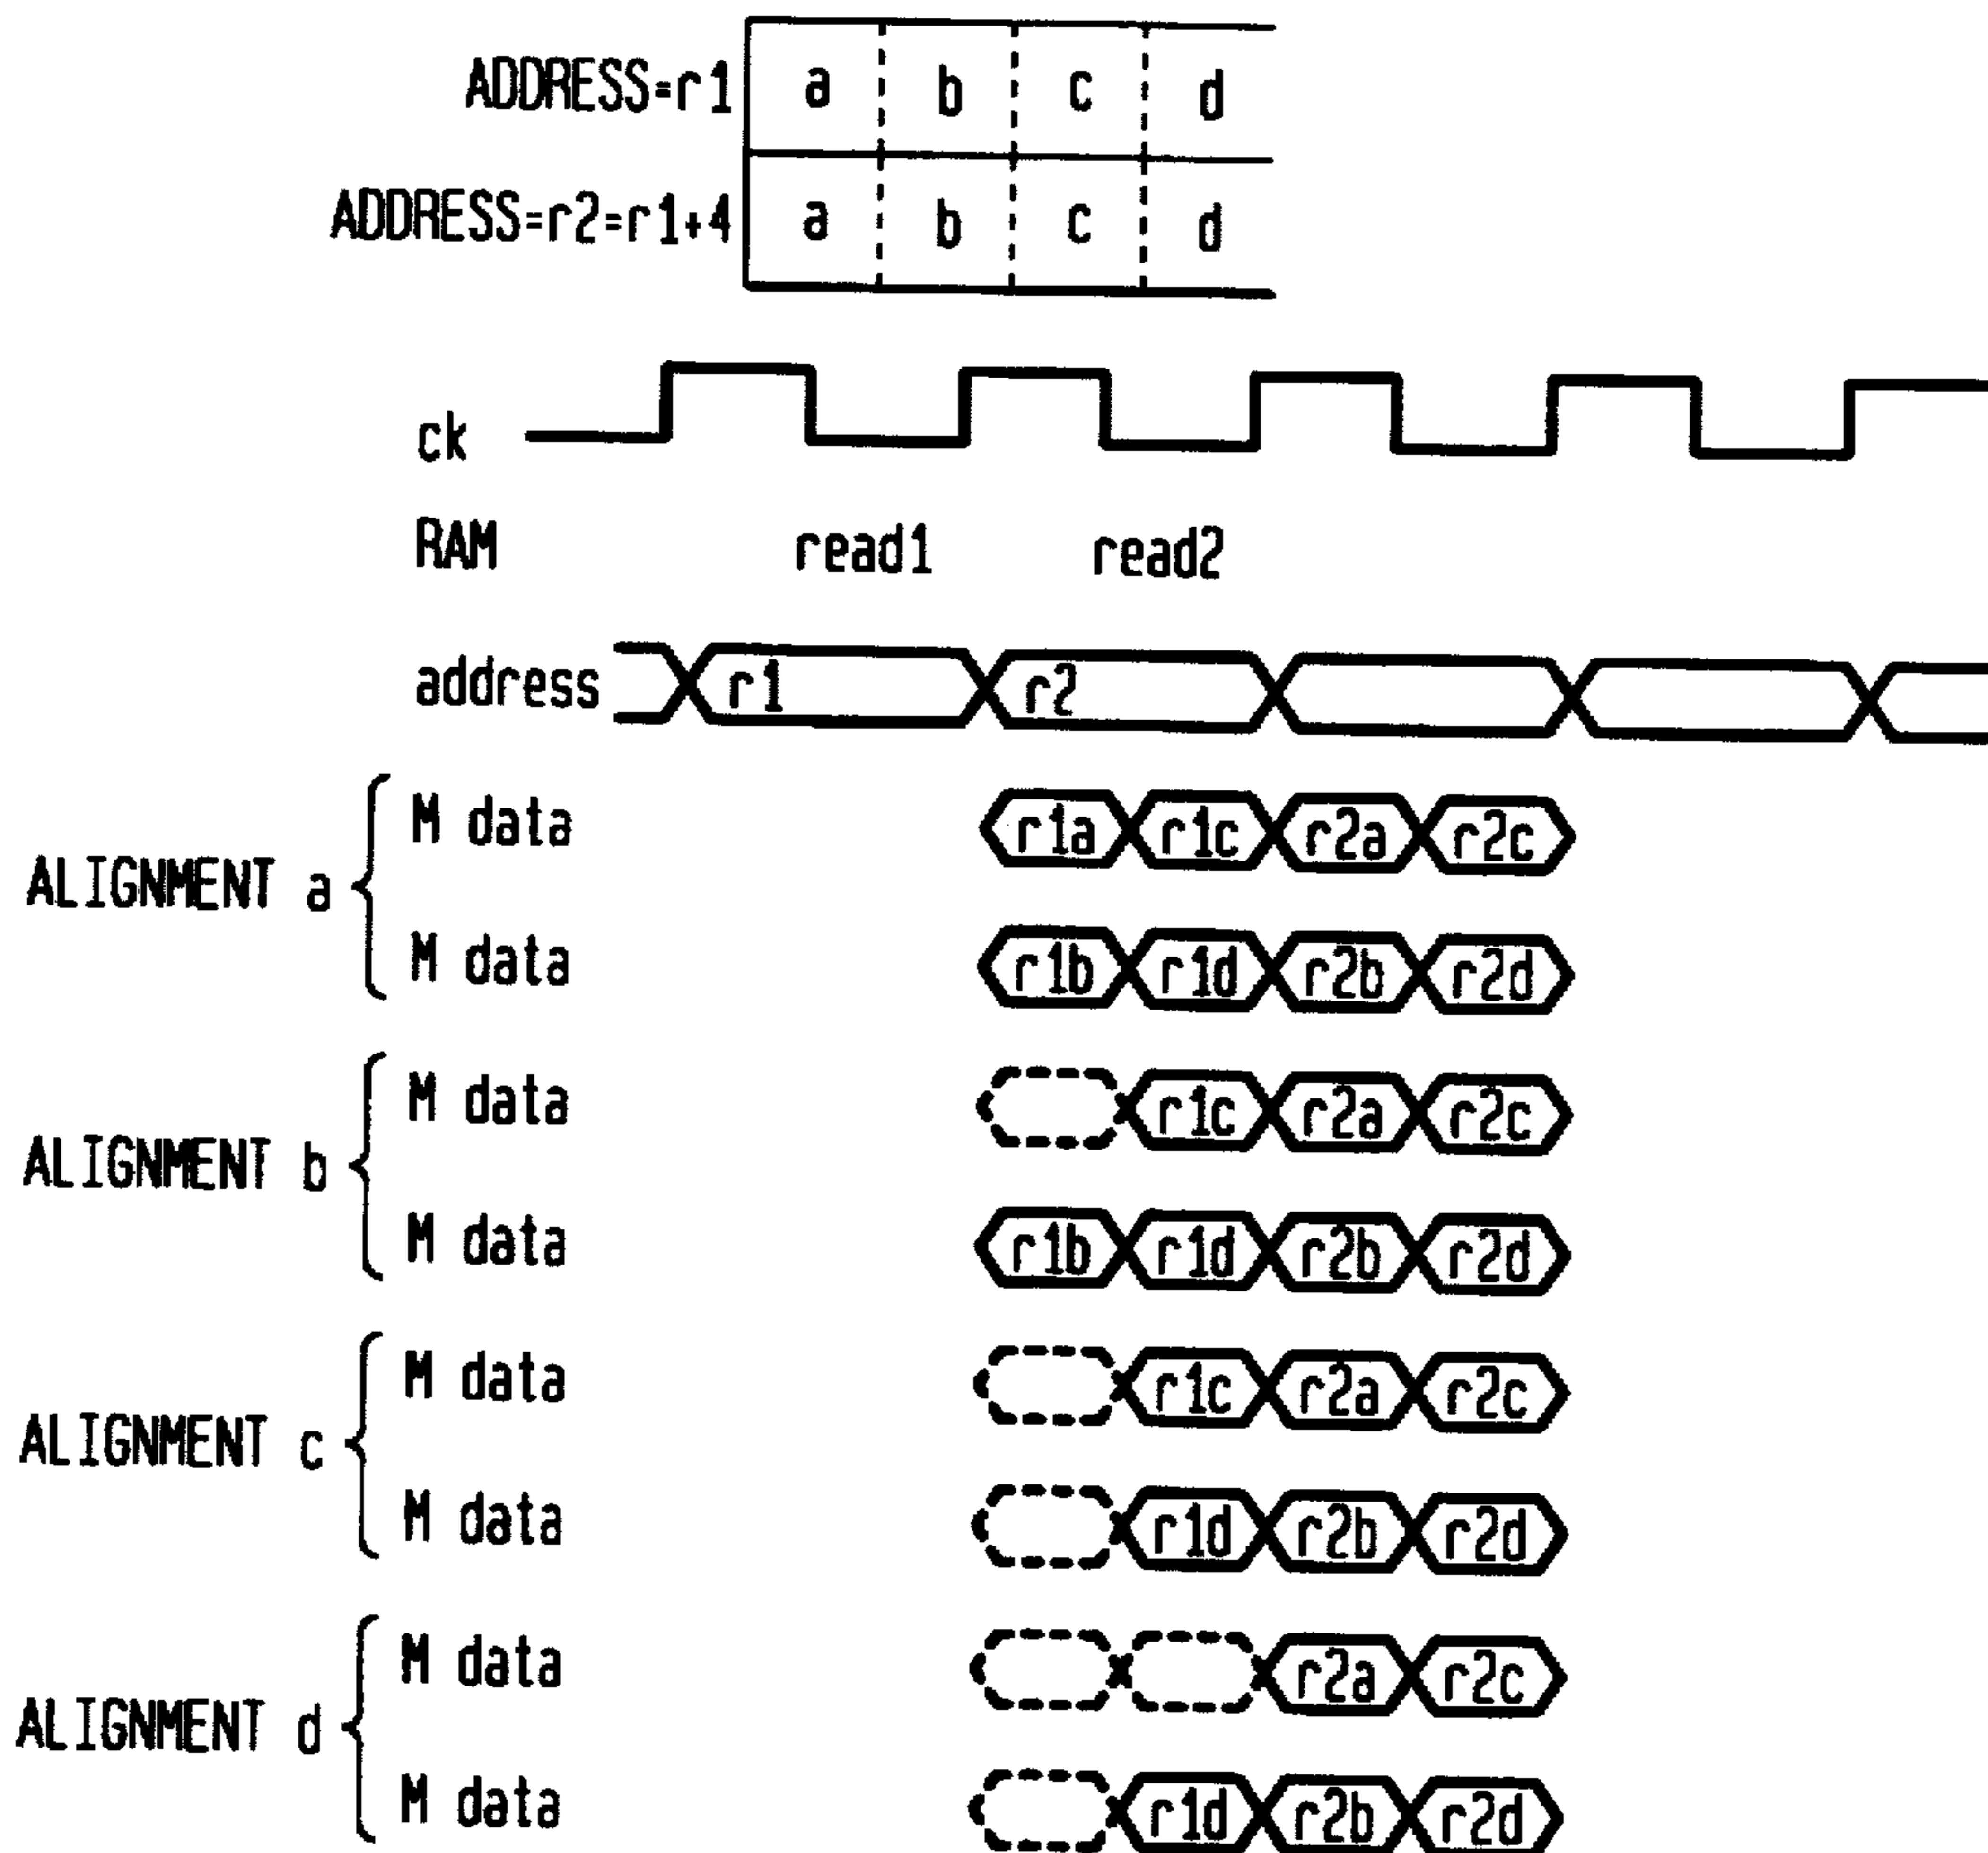 ADDRESS=r1 a b c d
ADDRESS=r2=r1+4 a b c d
ck
RAM read1 read2
address r1 r2
ALIGNMENT a
M data r1a r1c r2a r2c
M data r1b r1d r2b r2d
ALIGNMENT b
M data r1c r2a r2c
M data r1b r1d r2b r2d
ALIGNMENT c
M data r1c r2a r2c
M data r1d r2b r2d
ALIGNMENT d
M data r2a r2c
M data r1d r2b r2d